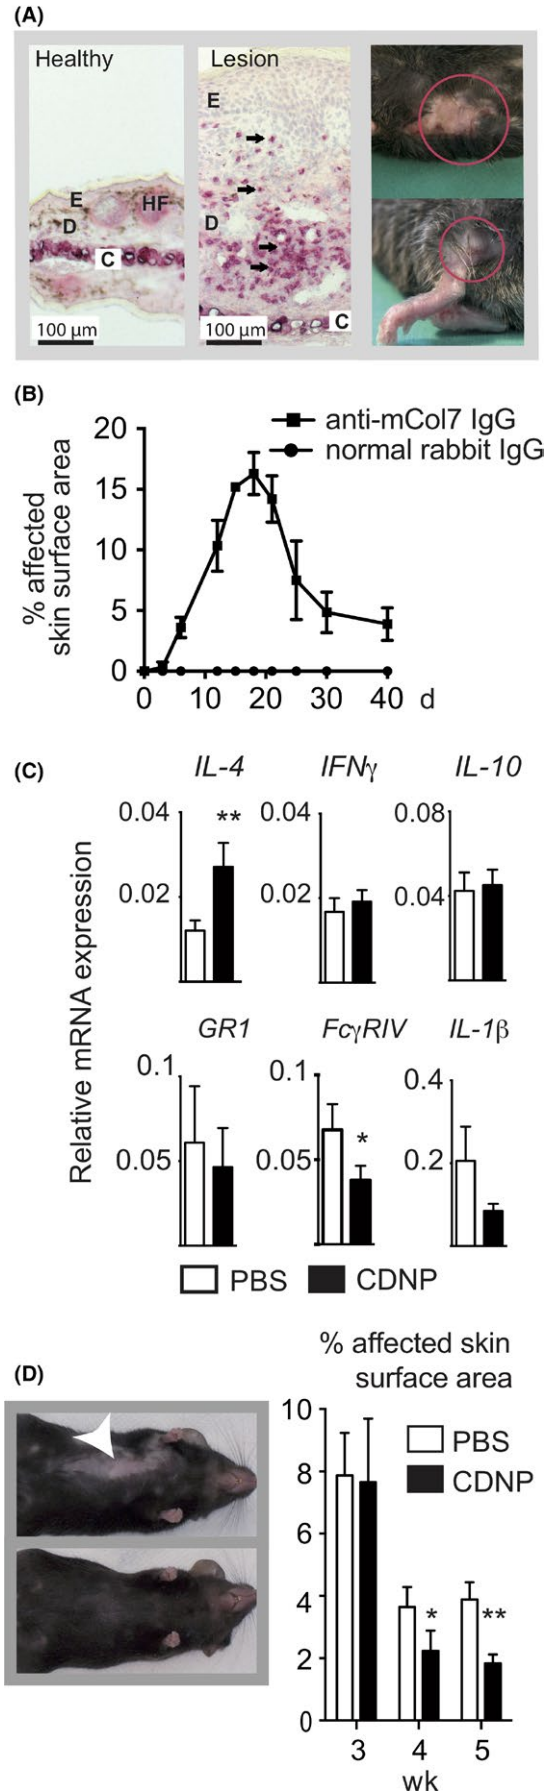 (A)
Healthy
Lesion
E
E
HF
D
D
C
C
100 µm
100 µm
(B)
anti-mCol7 IgG
normal rabbit IgG
% affected
skin surface area
20
15
10
5
0
0 10 20 30 40 d
(C)
IL-4 IFNγ IL-10
Relative mRNA expression
0.04 ** 0.04 0.08
0.02 0.02 0.04
GR1 FcγRIV IL-1β
0.1 0.1 0.4
0.05 0.05 * 0.2
PBS CDNP
(D)
% affected skin
surface area
10
8
6
4
2
0
PBS
CDNP
* **
3 4 5
wk